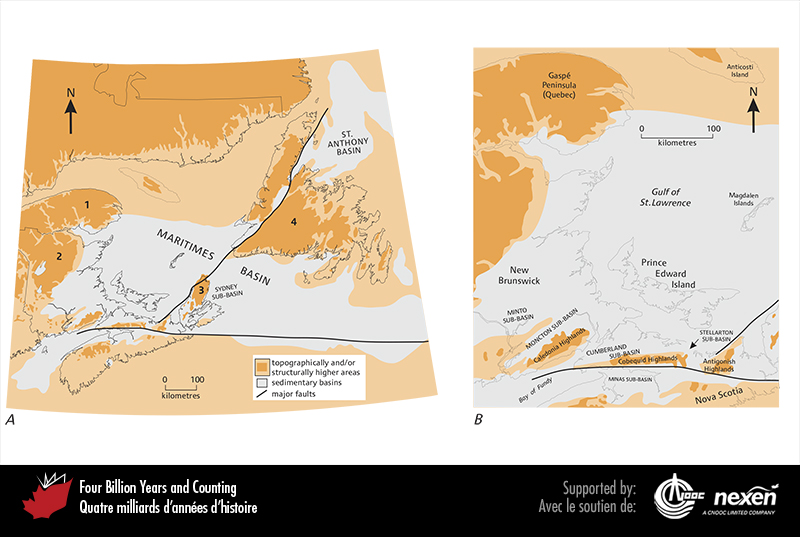 N
ST.
ANTHONY
BASIN
1
2
3
4
MARITIMES
BASIN
SYDNEY
SUB-BASIN
topographically and/or
structurally higher areas
sedimentary basins
major faults
0 100
kilometres
A
Gaspé
Peninsula
(Quebec)
Anticosti
Island
N
0 100
kilometres
Gulf of
St.Lawrence
Magdalen
Islands
Prince
Edward
Island
New
Brunswick
MINTO
SUB-BASIN
MONCTON SUB-BASIN
Caledonia Highlands
CUMBERLAND
SUB-BASIN
Cobequid Highlands
STELLARTON
SUB-BASIN
Antigonish
Highlands
Bay of Fundy
MINAS SUB-BASIN
Nova Scotia
B
Four Billion Years and Counting
Quatre milliards d'années d'histoire
Supported by:
Avec le soutien de:
CNOOC
nexen
A CNOOC LIMITED COMPANY